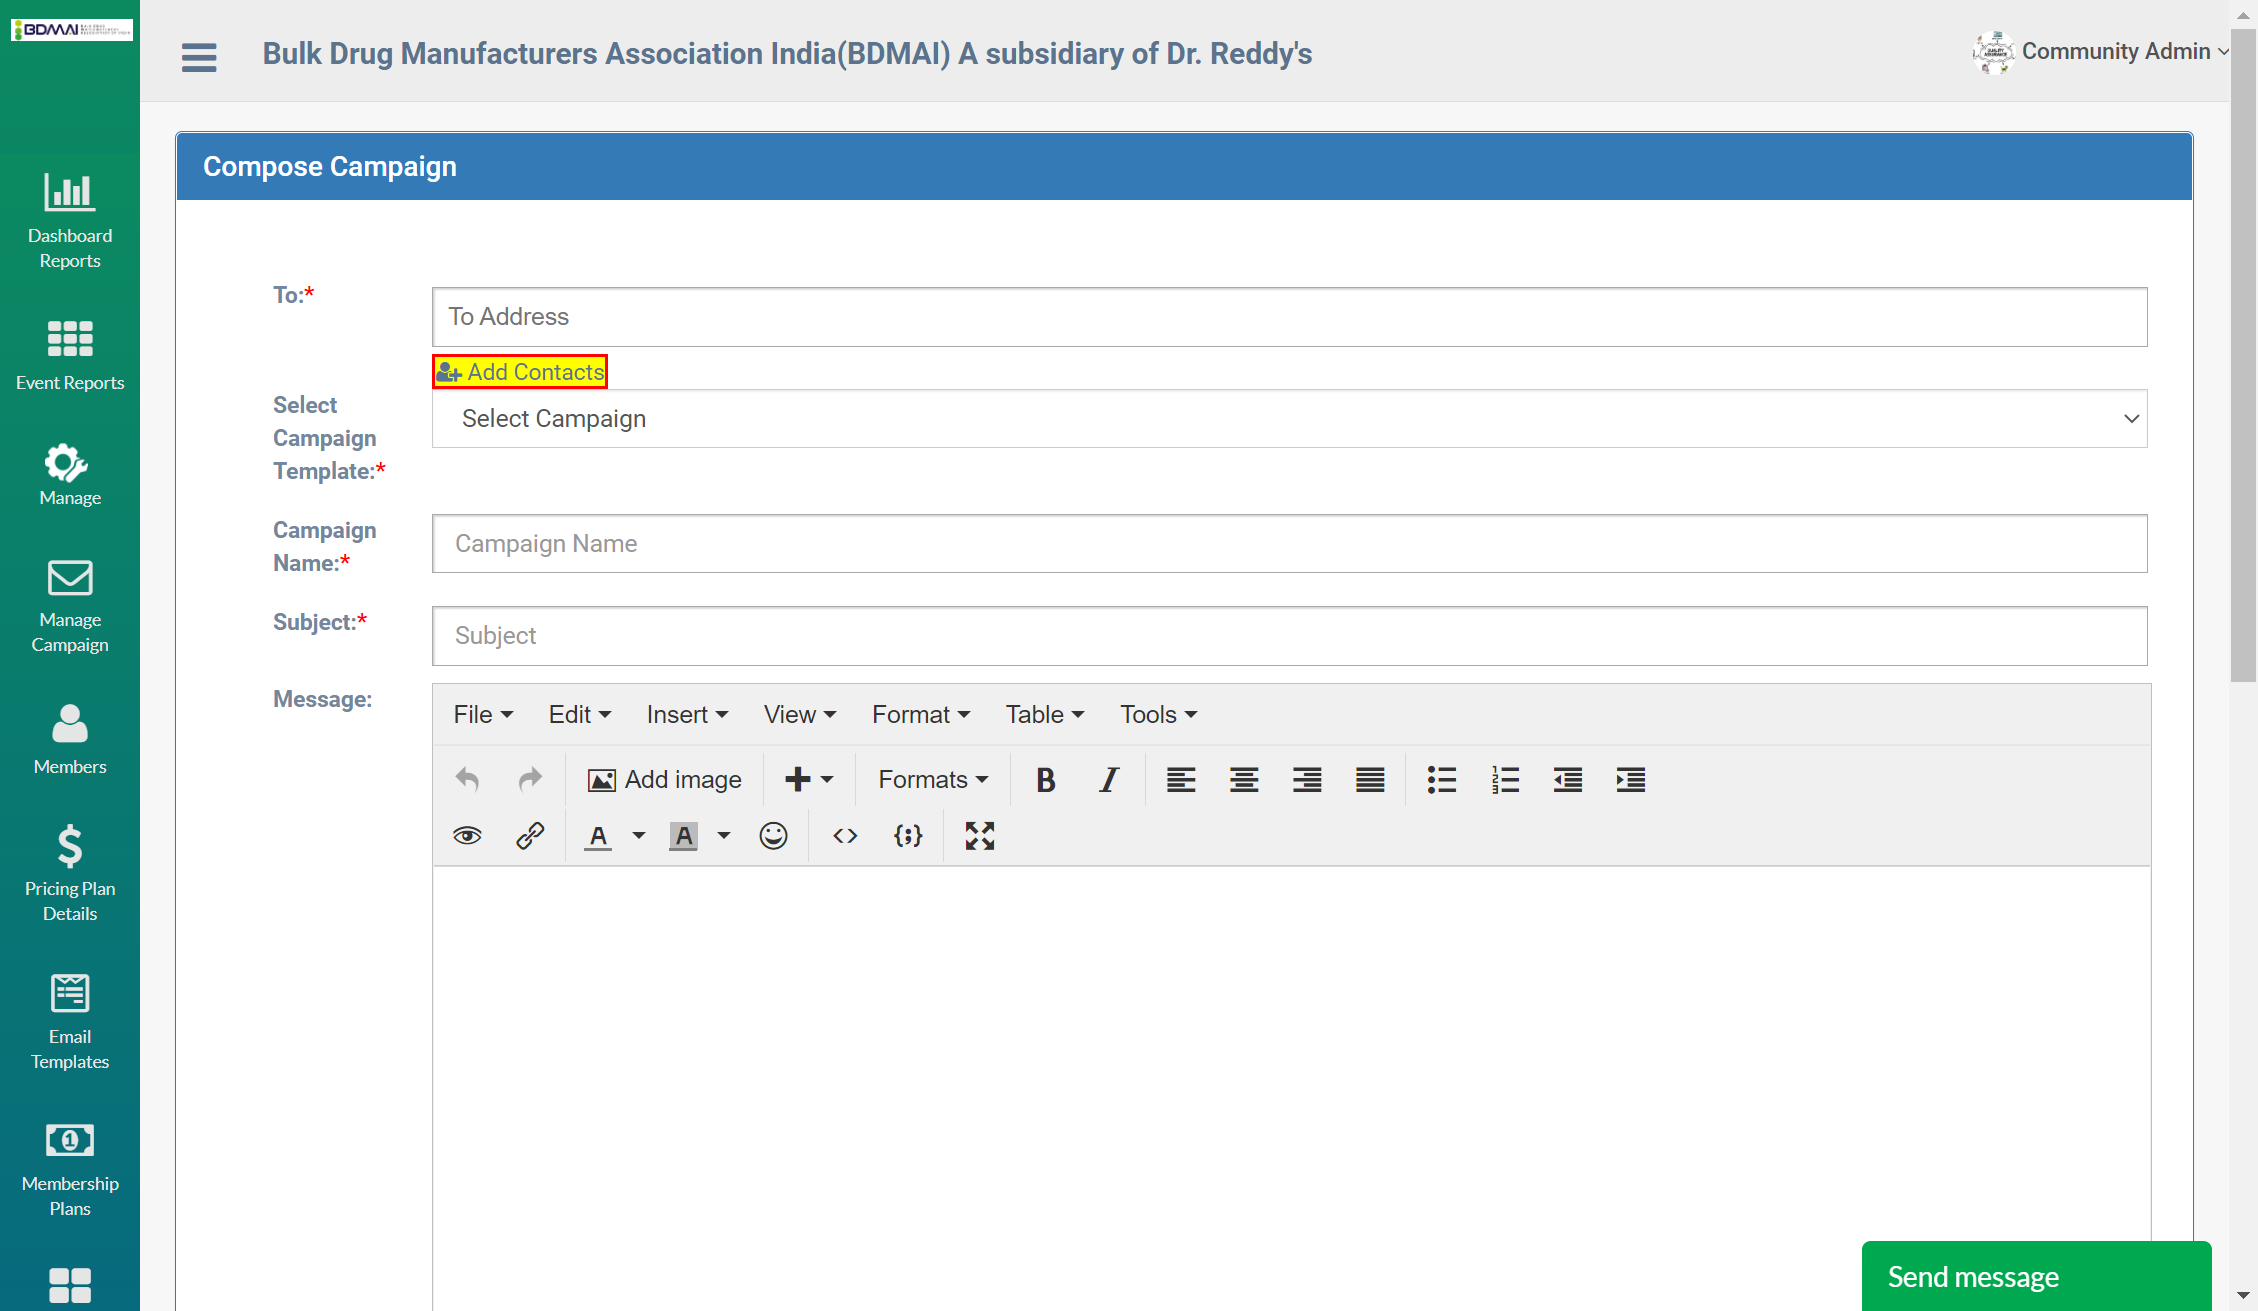 BDMAI
Bulk Drug Manufacturers Association India(BDMAI) A subsidiary of Dr. Reddy's
Community Admin
Dashboard
Reports
Event Reports
Manage
Manage
Campaign
Members
Pricing Plan
Details
Email
Templates
Membership
Plans
Compose Campaign
To:*
To Address
Add Contacts
Select
Campaign
Template:*
Select Campaign
Campaign
Name:*
Campaign Name
Subject:*
Subject
Message:
File Edit Insert View Format Table Tools
Add image Formats B I
A A
Send message